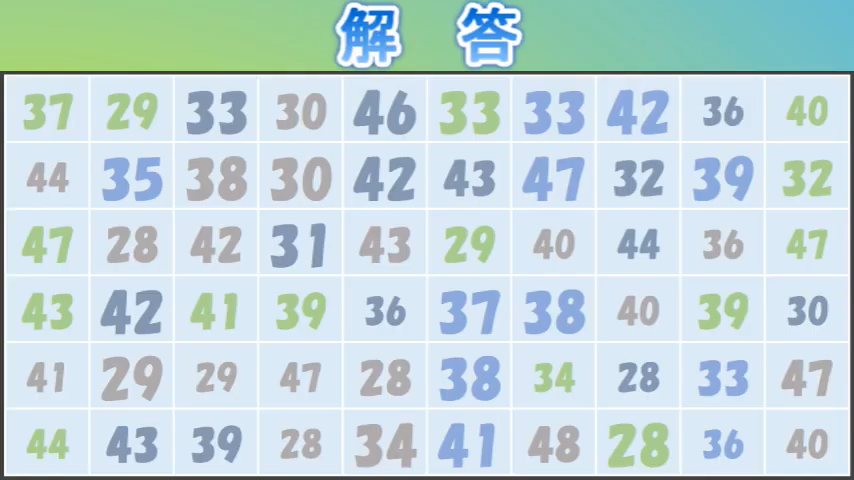 解 答
37 29 33 30 46 33 33 42 36 40
44 35 38 30 42 43 47 32 39 32
47 28 42 31 43 29 40 44 36 47
43 42 41 39 36 37 38 40 39 30
41 29 29 47 28 38 34 28 33 47
44 43 39 28 34 41 48 28 36 40